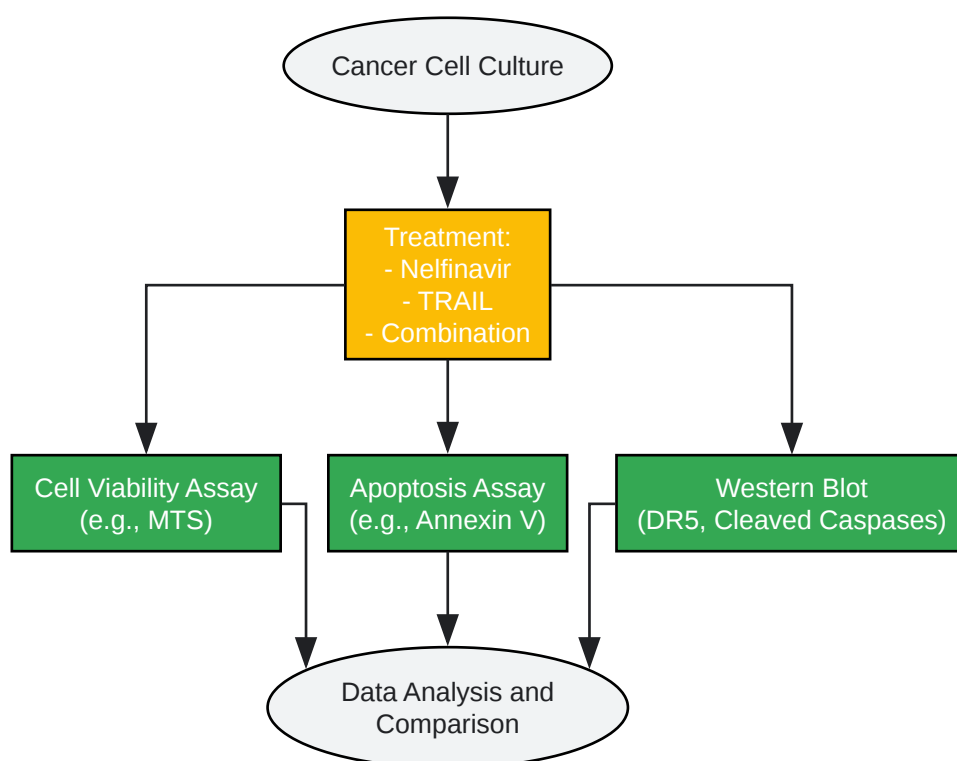 Cancer Cell Culture
Treatment:
- Nelfinavir
- TRAIL
- Combination
Cell Viability Assay
(e.g., MTS)
Apoptosis Assay
(e.g., Annexin V)
Western Blot
(DR5, Cleaved Caspases)
Data Analysis and
Comparison